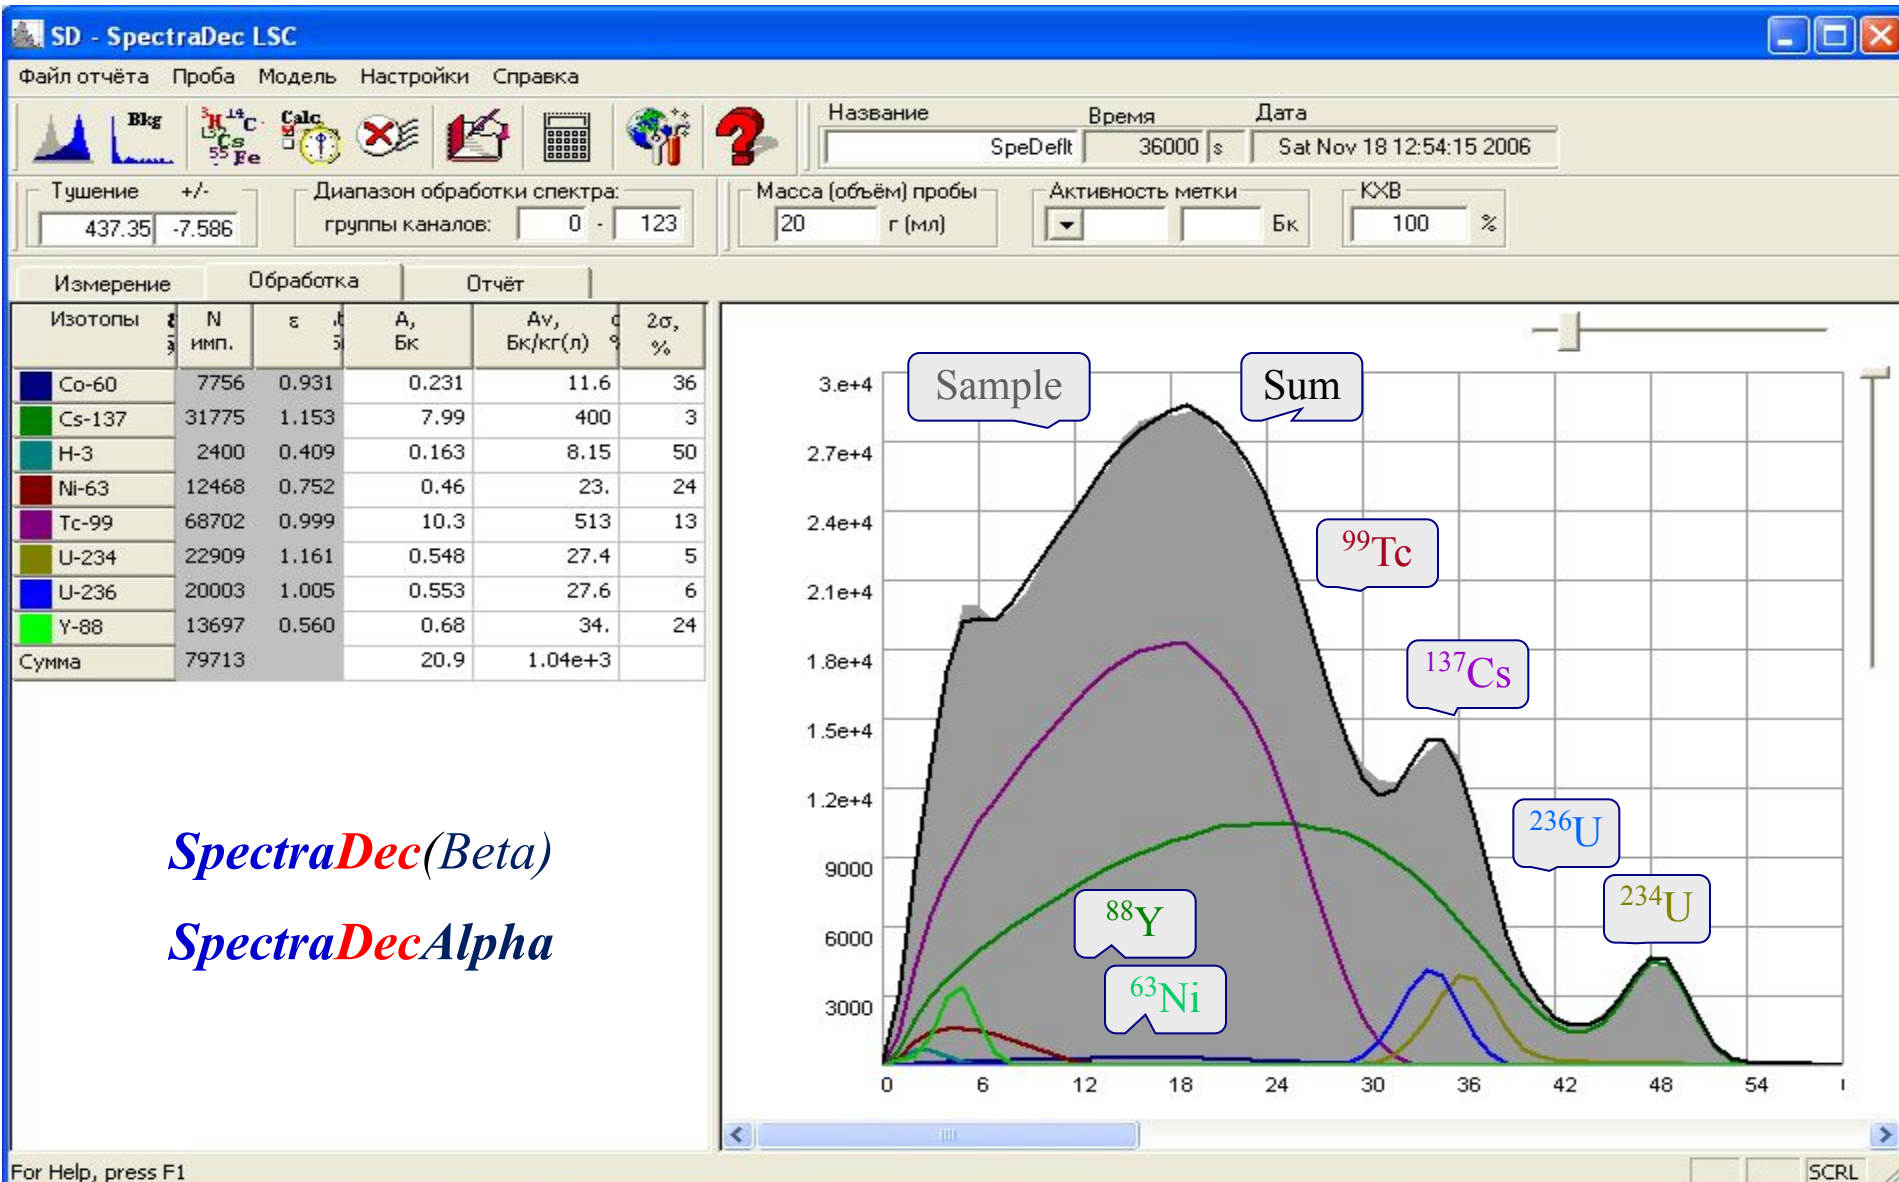 SD - SpectraDec LSC
Файл отчёта Проба Модель Настройки Справка
Bkg
³H ¹⁴C
Cs
⁵⁵Fe
Calc
Название Время Дата
SpeDeflt 36000 s Sat Nov 18 12:54:15 2006
Тушение +/-
437.35 -7.586
Диапазон обработки спектра:
группы каналов: 0 - 123
Масса (объём) пробы
20 г (мл)
Активность метки
Бк
КХВ
100 %
Измерение Обработка Отчёт
Изотопы N имп. ε A, Бк Av, Бк/кг(л) 2σ, %
Co-60 7756 0.931 0.231 11.6 36
Cs-137 31775 1.153 7.99 400 3
H-3 2400 0.409 0.163 8.15 50
Ni-63 12468 0.752 0.46 23. 24
Tc-99 68702 0.999 10.3 513 13
U-234 22909 1.161 0.548 27.4 5
U-236 20003 1.005 0.553 27.6 6
Y-88 13697 0.560 0.68 34. 24
Сумма 79713 20.9 1.04e+3
SpectraDec(Beta)
SpectraDecAlpha
3.e+4
2.7e+4
2.4e+4
2.1e+4
1.8e+4
1.5e+4
1.2e+4
9000
6000
3000
Sample
Sum
⁹⁹Tc
¹³⁷Cs
²³⁶U
²³⁴U
⁸⁸Y
⁶³Ni
0 6 12 18 24 30 36 42 48 54
For Help, press F1
SCRL